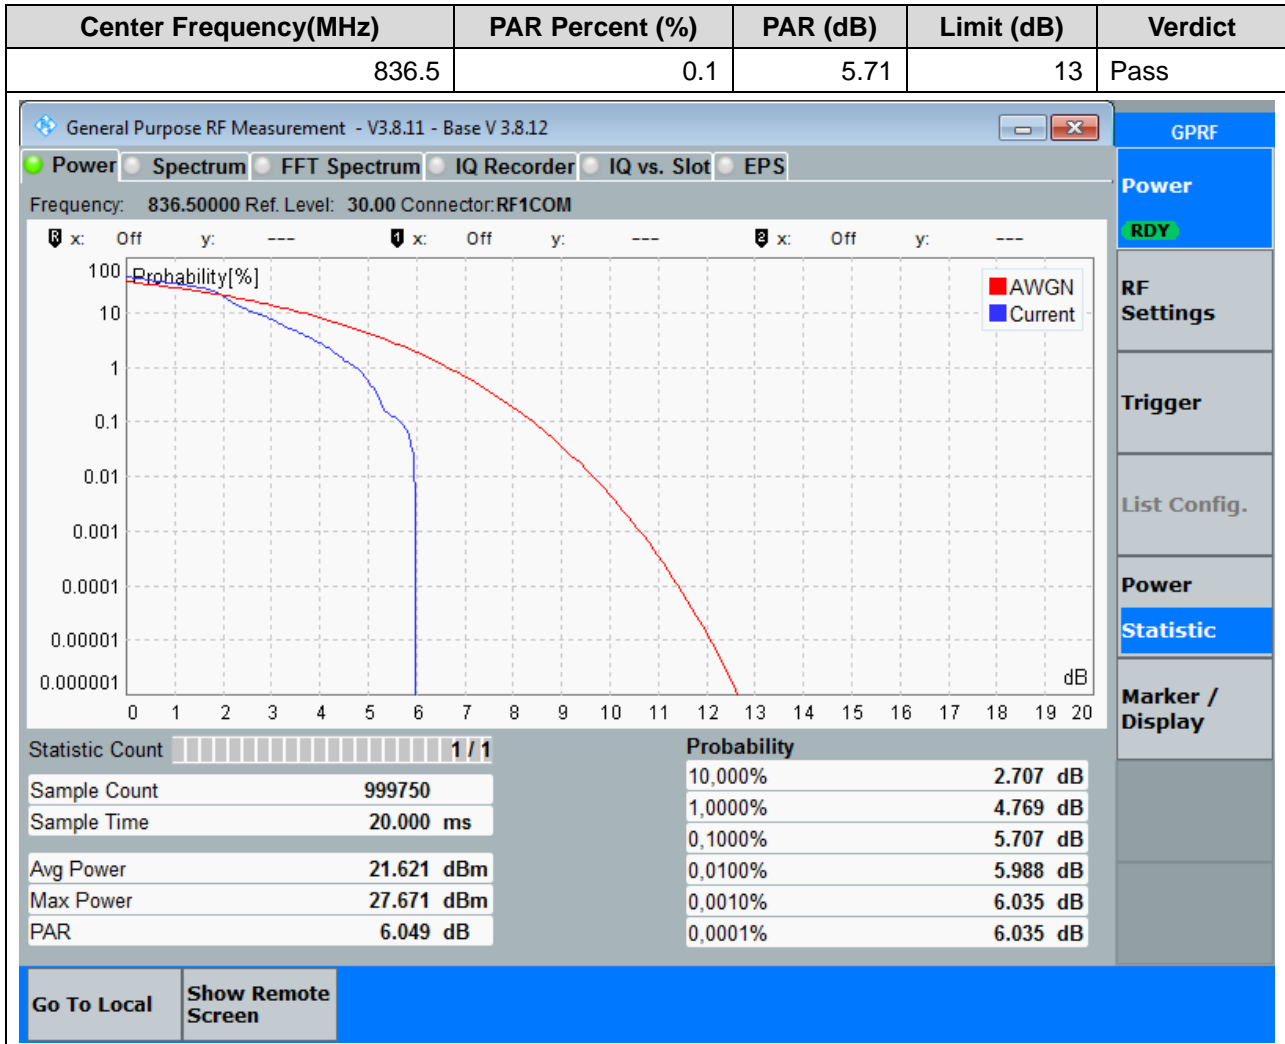 Center Frequency(MHz) PAR Percent (%) PAR (dB) Limit (dB) Verdict
836.5 0.1 5.71 13 Pass
General Purpose RF Measurement - V3.8.11 - Base V 3.8.12
GPRF
Power Spectrum FFT Spectrum IQ Recorder IQ vs. Slot EPS
Frequency: 836.50000 Ref. Level: 30.00 Connector:RF1COM
R x: Off y: --- 1 x: Off y: --- 2 x: Off y: ---
Probability[%]
AWGN
Current
100
10
1
0.1
0.01
0.001
0.0001
0.00001
0.000001
dB
0 1 2 3 4 5 6 7 8 9 10 11 12 13 14 15 16 17 18 19 20
Statistic Count 1 / 1
Sample Count 999750
Sample Time 20.000 ms
Avg Power 21.621 dBm
Max Power 27.671 dBm
PAR 6.049 dB
Probability
10,000% 2.707 dB
1,0000% 4.769 dB
0,1000% 5.707 dB
0,0100% 5.988 dB
0,0010% 6.035 dB
0,0001% 6.035 dB
Power
RDY
RF
Settings
Trigger
List Config.
Power
Statistic
Marker /
Display
Go To Local
Show Remote
Screen